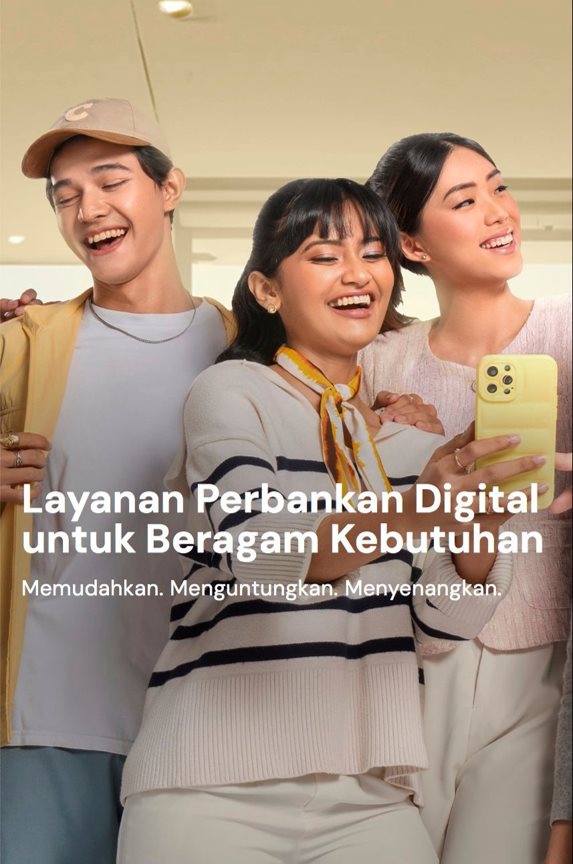 C
Layanan Perbankan Digital
untuk Beragam Kebutuhan
Memudahkan. Menguntungkan. Menyenangkan.